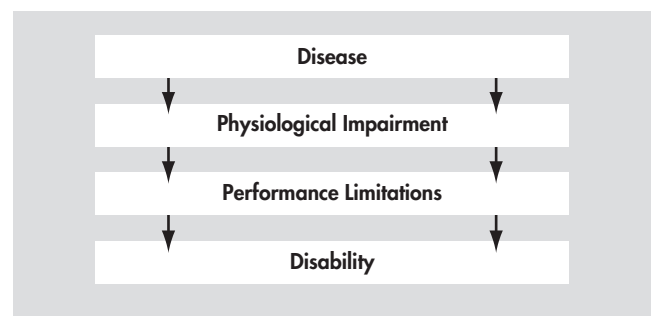 Disease
Physiological Impairment
Performance Limitations
Disability